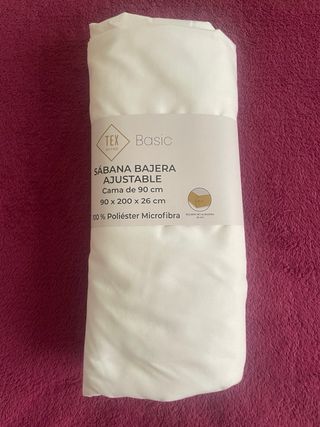 TEX
Basic
SÁBANA BAJERA
AJUSTABLE
Cama de 90 cm
90 x 200 x 26 cm
100 % Poliéster Microfibra